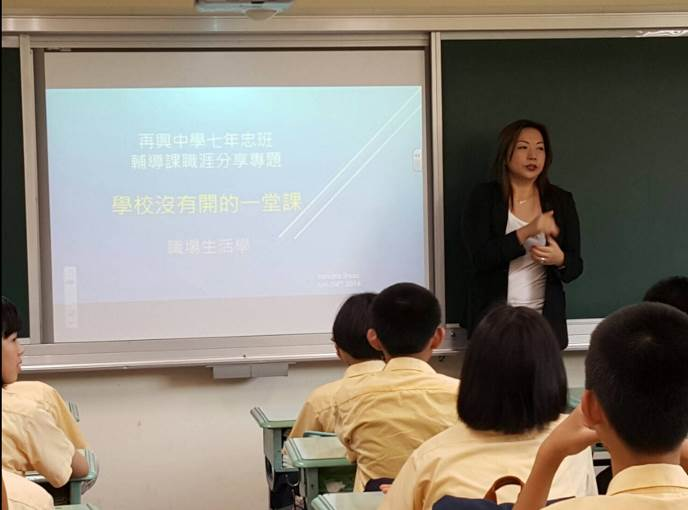 再興中學七年忠班
輔導課職涯分享專題
學校沒有開的一堂課
職場生活學